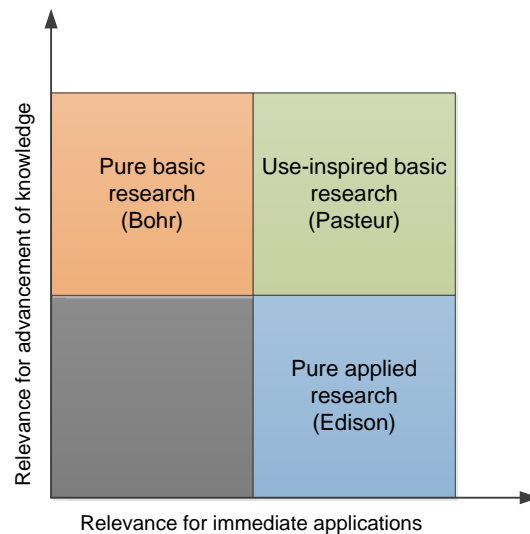 Relevance for advancement of knowledge
Pure basic
research
(Bohr)
Use-inspired basic
research
(Pasteur)
Pure applied
research
(Edison)
Relevance for immediate applications